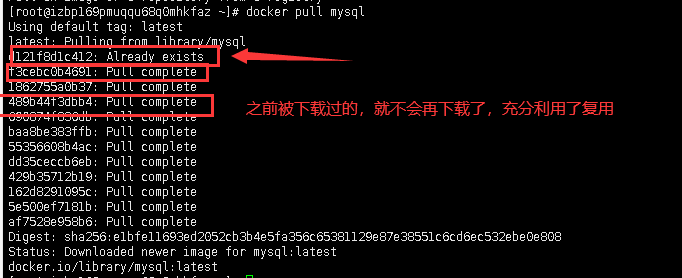 [root@izbp169pmuqqu68q0mhkfaz ~]# docker pull mysql
Using default tag: latest
latest: Pulling from library/mysql
d121f8d1c412: Already exists
f3cebc0b4691: Pull complete
1862755a0b37: Pull complete
489b44f3dbb4: Pull complete
690874f836db: Pull complete
baa8be383ffb: Pull complete
55356608b4ac: Pull complete
dd35ceccb6eb: Pull complete
429b35712b19: Pull complete
162d8291095c: Pull complete
5e500ef7181b: Pull complete
af7528e958b6: Pull complete
之前被下载过的，就不会再下载了，充分利用了复用
Digest: sha256:e1bfe11693ed2052cb3b4e5fa356c65381129e87e38551c6cd6ec532ebe0e808
Status: Downloaded newer image for mysql:latest
docker.io/library/mysql:latest